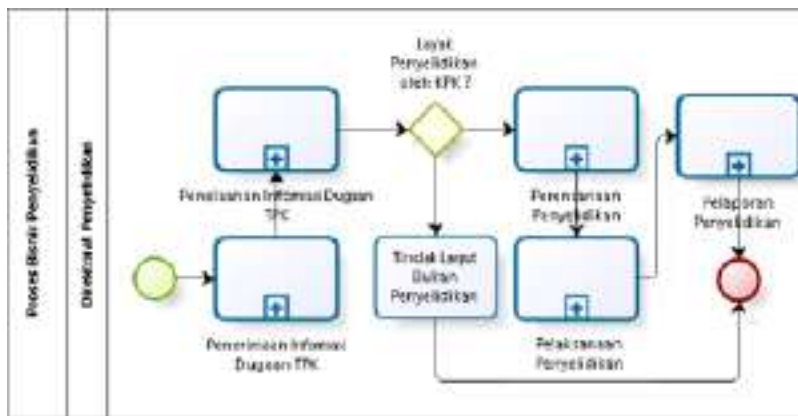 Proses Bisnis Penyelidikan
Direktorat Penyelidikan
Layak
Penyelidikan
oleh KPK ?
Penelaahan Informasi Dugaan
TPK
Perencanaan
Penyelidikan
Pelaporan
Penyelidikan
Tindak Lanjut
Bukan
Penyelidikan
Penerimaan Informasi
Dugaan TPK
Pelaksanaan
Penyelidikan